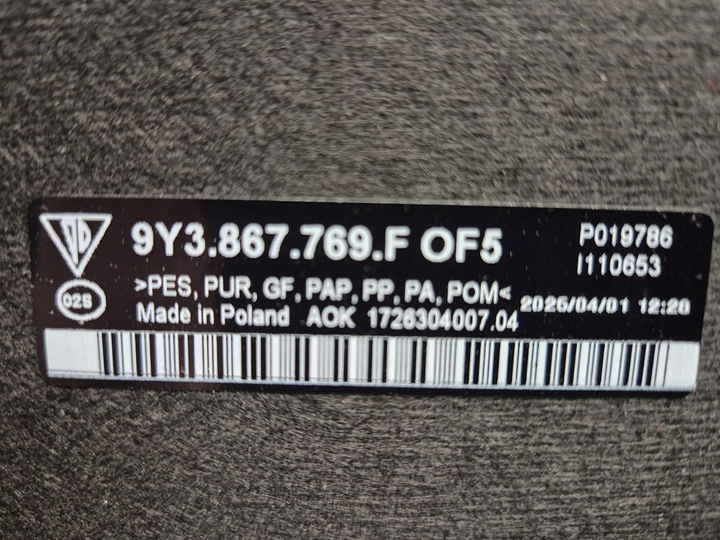 9Y3.867.769.F OF5
P019786
I110653
>PES, PUR, GF, PAP, PP, PA, POM<
2025/04/01 12:20
025
Made in Poland AOK 1726304007.04